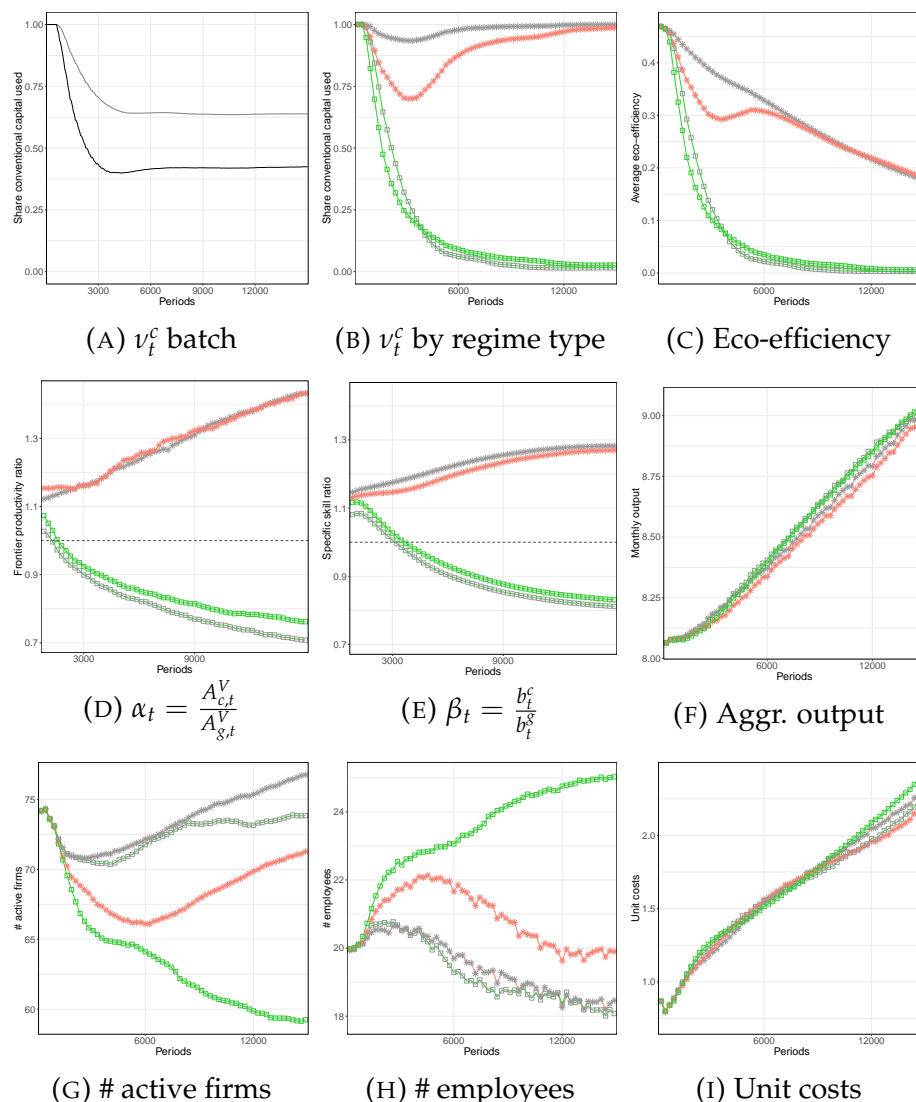 1.00
0.75
0.50
0.25
0.00
Share conventional capital used
3000 6000 9000 12000
Periods
(A) ν_t^c batch
1.00
0.75
0.50
0.25
0.00
Share conventional capital used
6000 12000
Periods
(B) ν_t^c by regime type
0.4
0.3
0.2
0.1
0.0
Average eco−efficiency
6000 12000
Periods
(C) Eco-efficiency
1.3
1.1
0.9
0.7
Frontier productivity ratio
3000 9000
Periods
(D) α_t = A_{c,t}^V / A_{g,t}^V
1.3
1.1
0.9
0.7
Specific skill ratio
3000 9000
Periods
(E) β_t = b_t^c / b_t^g
9.00
8.75
8.50
8.25
8.00
Monthly output
6000 12000
Periods
(F) Aggr. output
75
70
65
60
# active firms
6000 12000
Periods
(G) # active firms
24
22
20
18
# employees
6000 12000
Periods
(H) # employees
2.0
1.5
1.0
Unit costs
6000 12000
Periods
(I) Unit costs